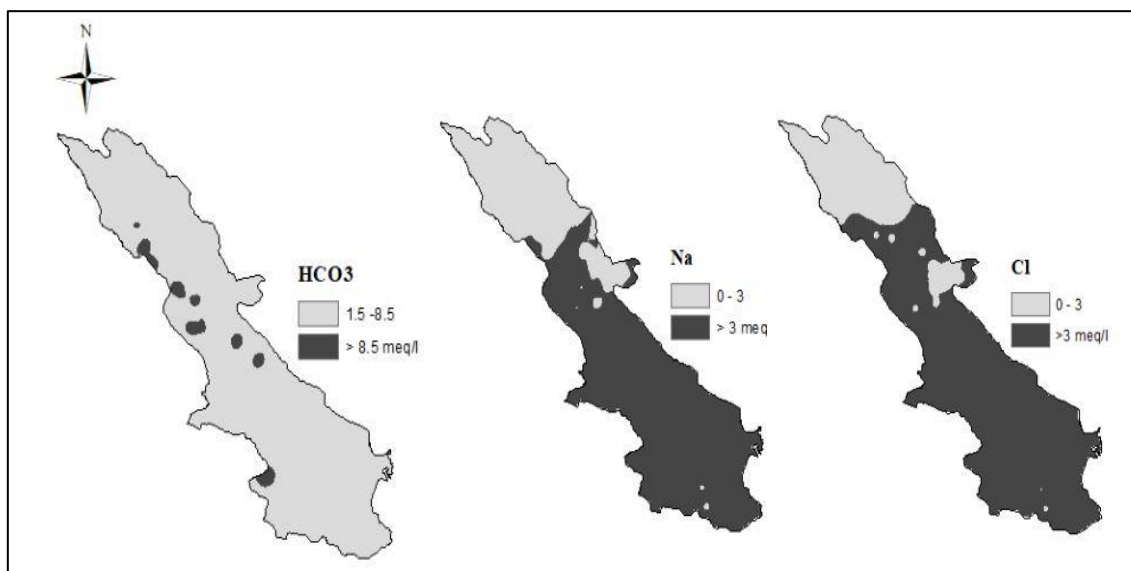 N
HCO3
1.5 -8.5
> 8.5 meq/l
Na
0 - 3
> 3 meq
Cl
0 - 3
>3 meq/l